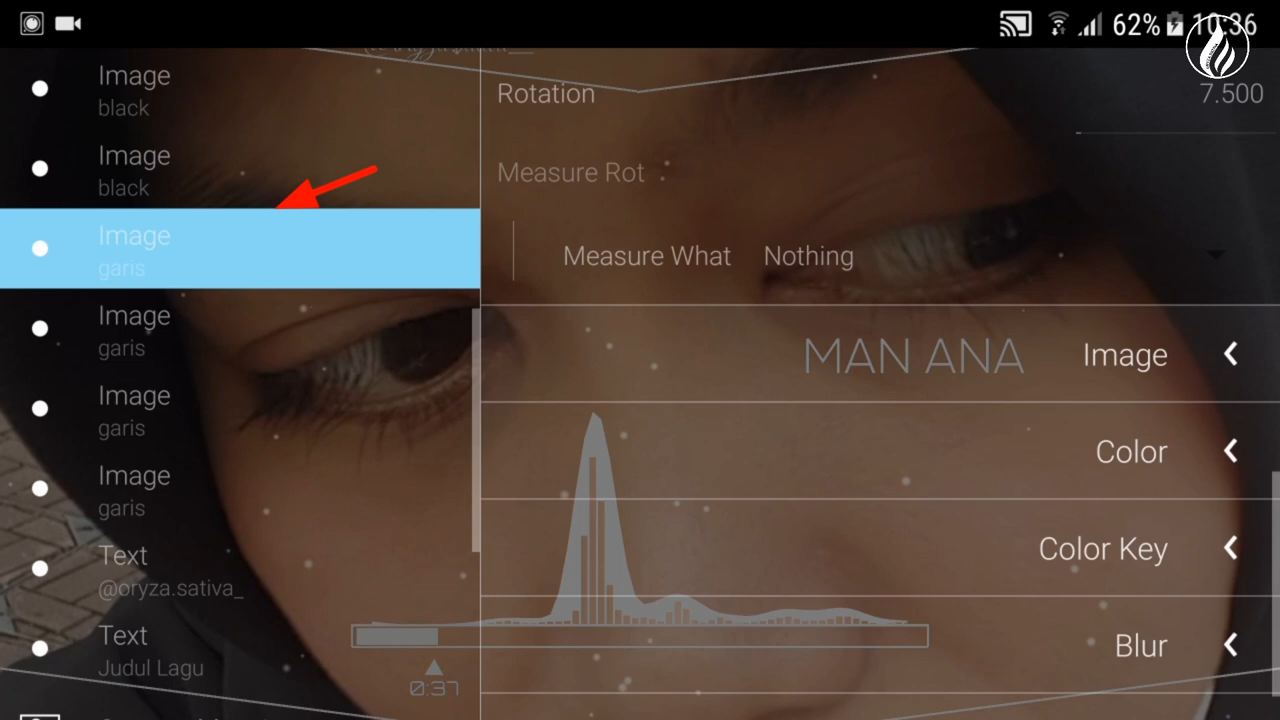 62% 10:36
Image
black
Image
black
Image
garis
Image
garis
Image
garis
Image
garis
Text
@oryza.sativa_
Text
Judul Lagu
Rotation
7.500
Measure Rot
Measure What Nothing
MAN ANA
Image
Color
Color Key
Blur
0:37